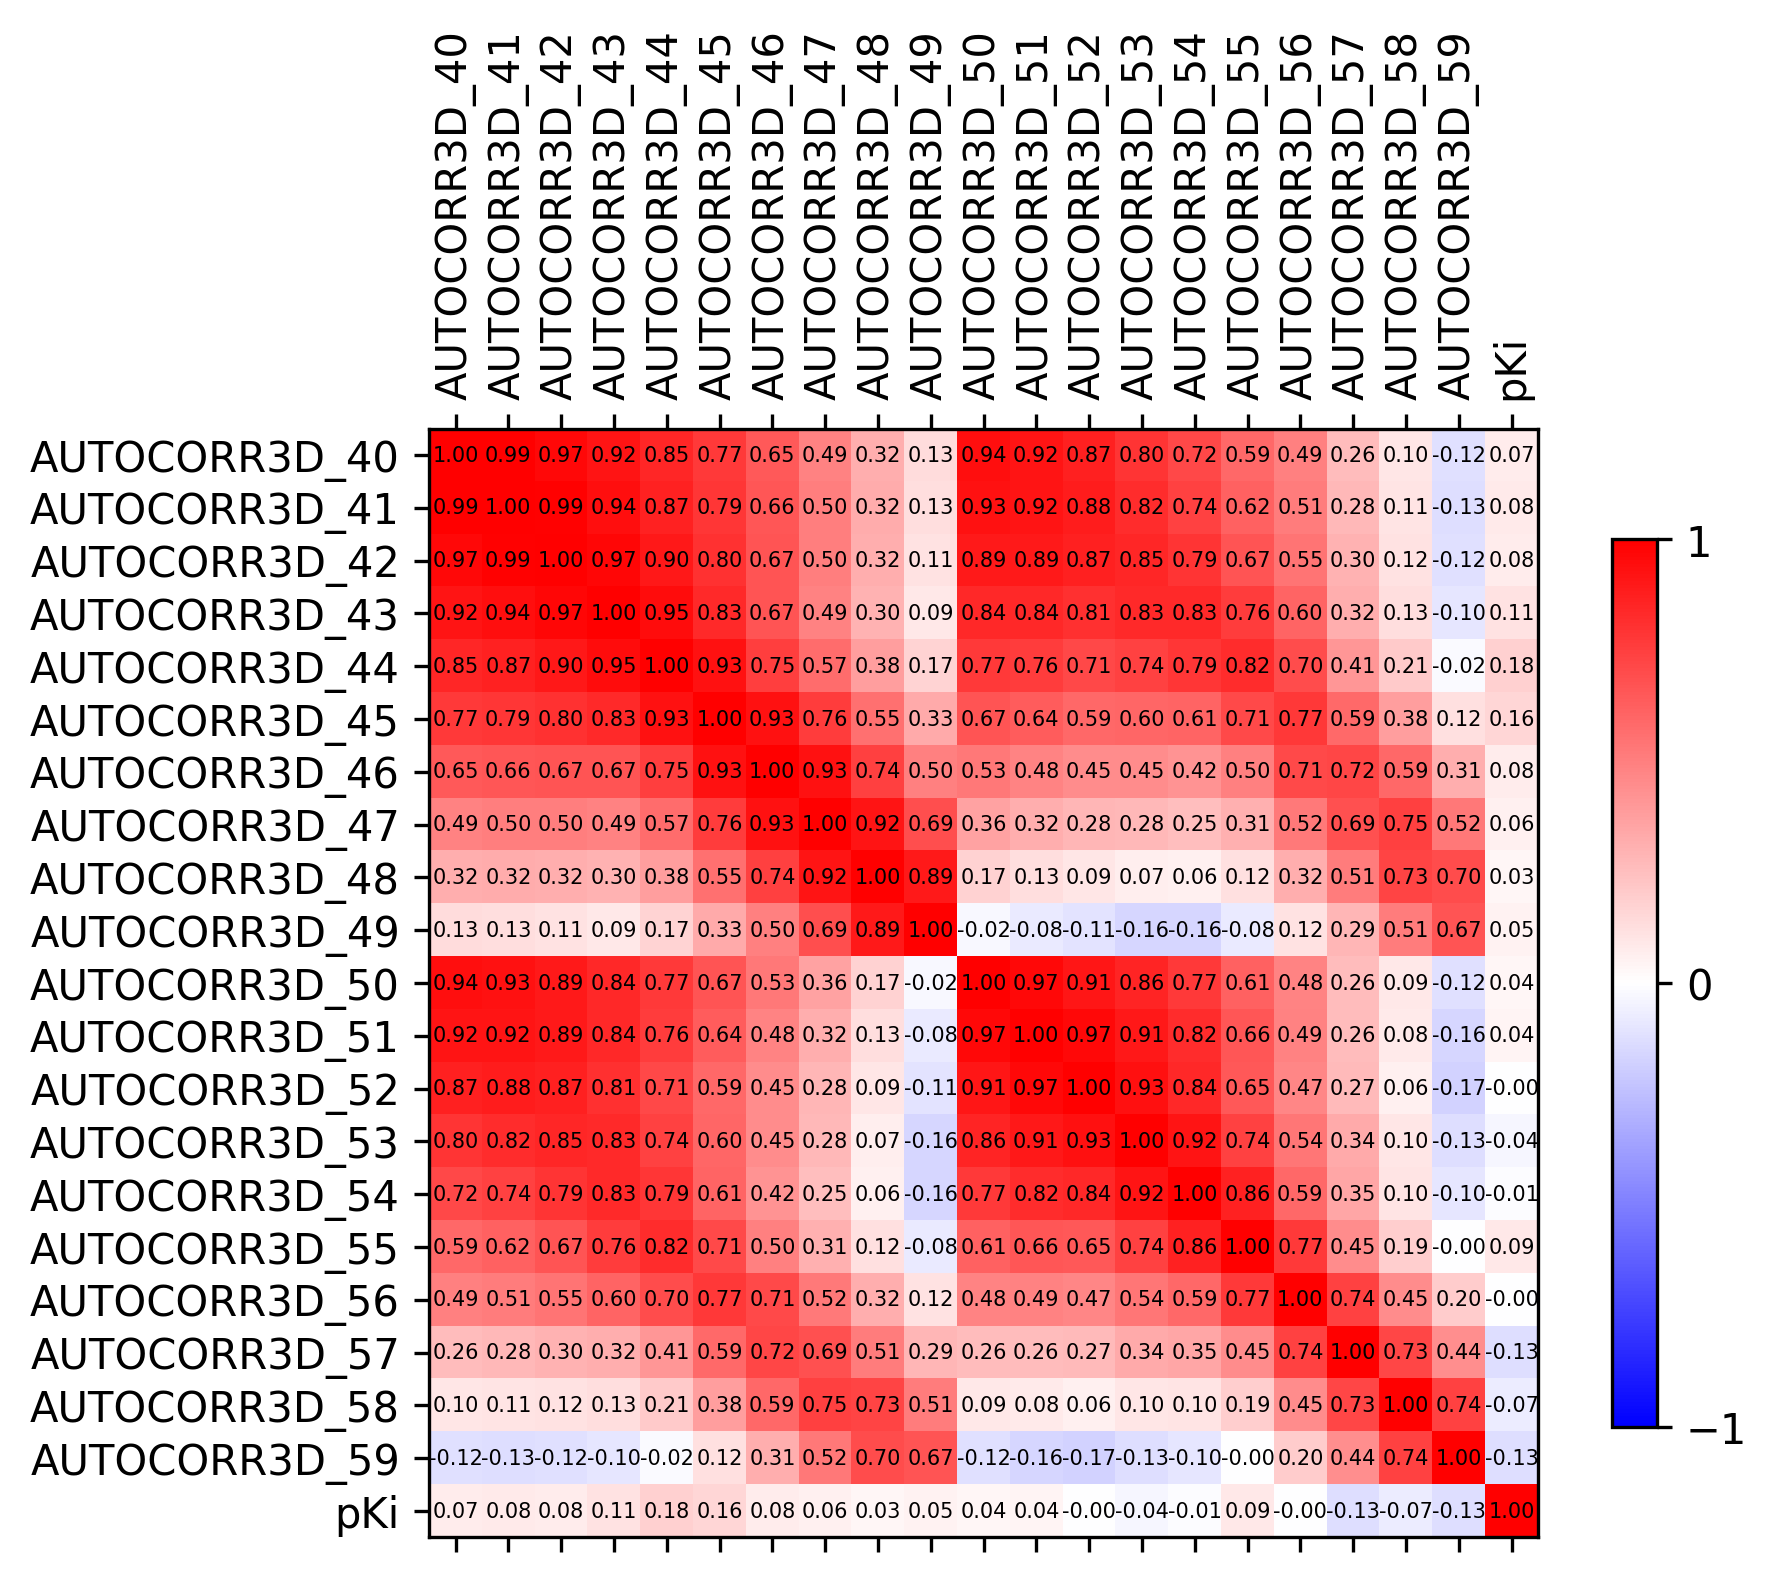 AUTOCORR3D_40 AUTOCORR3D_41 AUTOCORR3D_42 AUTOCORR3D_43 AUTOCORR3D_44 AUTOCORR3D_45 AUTOCORR3D_46 AUTOCORR3D_47 AUTOCORR3D_48 AUTOCORR3D_49 AUTOCORR3D_50 AUTOCORR3D_51 AUTOCORR3D_52 AUTOCORR3D_53 AUTOCORR3D_54 AUTOCORR3D_55 AUTOCORR3D_56 AUTOCORR3D_57 AUTOCORR3D_58 AUTOCORR3D_59 pKi
AUTOCORR3D_40 1.00 0.99 0.97 0.92 0.85 0.77 0.65 0.49 0.32 0.13 0.94 0.92 0.87 0.80 0.72 0.59 0.49 0.26 0.10 -0.12 0.07
AUTOCORR3D_41 0.99 1.00 0.99 0.94 0.87 0.79 0.66 0.50 0.32 0.13 0.93 0.92 0.88 0.82 0.74 0.62 0.51 0.28 0.11 -0.13 0.08
AUTOCORR3D_42 0.97 0.99 1.00 0.97 0.90 0.80 0.67 0.50 0.32 0.11 0.89 0.89 0.87 0.85 0.79 0.67 0.55 0.30 0.12 -0.12 0.08
AUTOCORR3D_43 0.92 0.94 0.97 1.00 0.95 0.83 0.67 0.49 0.30 0.09 0.84 0.84 0.81 0.83 0.83 0.76 0.60 0.32 0.13 -0.10 0.11
AUTOCORR3D_44 0.85 0.87 0.90 0.95 1.00 0.93 0.75 0.57 0.38 0.17 0.77 0.76 0.71 0.74 0.79 0.82 0.70 0.41 0.21 -0.02 0.18
AUTOCORR3D_45 0.77 0.79 0.80 0.83 0.93 1.00 0.93 0.76 0.55 0.33 0.67 0.64 0.59 0.60 0.61 0.71 0.77 0.59 0.38 0.12 0.16
AUTOCORR3D_46 0.65 0.66 0.67 0.67 0.75 0.93 1.00 0.93 0.74 0.50 0.53 0.48 0.45 0.45 0.42 0.50 0.71 0.72 0.59 0.31 0.08
AUTOCORR3D_47 0.49 0.50 0.50 0.49 0.57 0.76 0.93 1.00 0.92 0.69 0.36 0.32 0.28 0.28 0.25 0.31 0.52 0.69 0.75 0.52 0.06
AUTOCORR3D_48 0.32 0.32 0.32 0.30 0.38 0.55 0.74 0.92 1.00 0.89 0.17 0.13 0.09 0.07 0.06 0.12 0.32 0.51 0.73 0.70 0.03
AUTOCORR3D_49 0.13 0.13 0.11 0.09 0.17 0.33 0.50 0.69 0.89 1.00 -0.02 -0.08 -0.11 -0.16 -0.16 -0.08 0.12 0.29 0.51 0.67 0.05
AUTOCORR3D_50 0.94 0.93 0.89 0.84 0.77 0.67 0.53 0.36 0.17 -0.02 1.00 0.97 0.91 0.86 0.77 0.61 0.48 0.26 0.09 -0.12 0.04
AUTOCORR3D_51 0.92 0.92 0.89 0.84 0.76 0.64 0.48 0.32 0.13 -0.08 0.97 1.00 0.97 0.91 0.82 0.66 0.49 0.26 0.08 -0.16 0.04
AUTOCORR3D_52 0.87 0.88 0.87 0.81 0.71 0.59 0.45 0.28 0.09 -0.11 0.91 0.97 1.00 0.93 0.84 0.65 0.47 0.27 0.06 -0.17 -0.00
AUTOCORR3D_53 0.80 0.82 0.85 0.83 0.74 0.60 0.45 0.28 0.07 -0.16 0.86 0.91 0.93 1.00 0.92 0.74 0.54 0.34 0.10 -0.13 -0.04
AUTOCORR3D_54 0.72 0.74 0.79 0.83 0.79 0.61 0.42 0.25 0.06 -0.16 0.77 0.82 0.84 0.92 1.00 0.86 0.59 0.35 0.10 -0.10 -0.01
AUTOCORR3D_55 0.59 0.62 0.67 0.76 0.82 0.71 0.50 0.31 0.12 -0.08 0.61 0.66 0.65 0.74 0.86 1.00 0.77 0.45 0.19 -0.00 0.09
AUTOCORR3D_56 0.49 0.51 0.55 0.60 0.70 0.77 0.71 0.52 0.32 0.12 0.48 0.49 0.47 0.54 0.59 0.77 1.00 0.74 0.45 0.20 -0.00
AUTOCORR3D_57 0.26 0.28 0.30 0.32 0.41 0.59 0.72 0.69 0.51 0.29 0.26 0.26 0.27 0.34 0.35 0.45 0.74 1.00 0.73 0.44 -0.13
AUTOCORR3D_58 0.10 0.11 0.12 0.13 0.21 0.38 0.59 0.75 0.73 0.51 0.09 0.08 0.06 0.10 0.10 0.19 0.45 0.73 1.00 0.74 -0.07
AUTOCORR3D_59 -0.12 -0.13 -0.12 -0.10 -0.02 0.12 0.31 0.52 0.70 0.67 -0.12 -0.16 -0.17 -0.13 -0.10 -0.00 0.20 0.44 0.74 1.00 -0.13
pKi 0.07 0.08 0.08 0.11 0.18 0.16 0.08 0.06 0.03 0.05 0.04 0.04 -0.00 -0.04 -0.01 0.09 -0.00 -0.13 -0.07 -0.13 1.00
1
0
−1